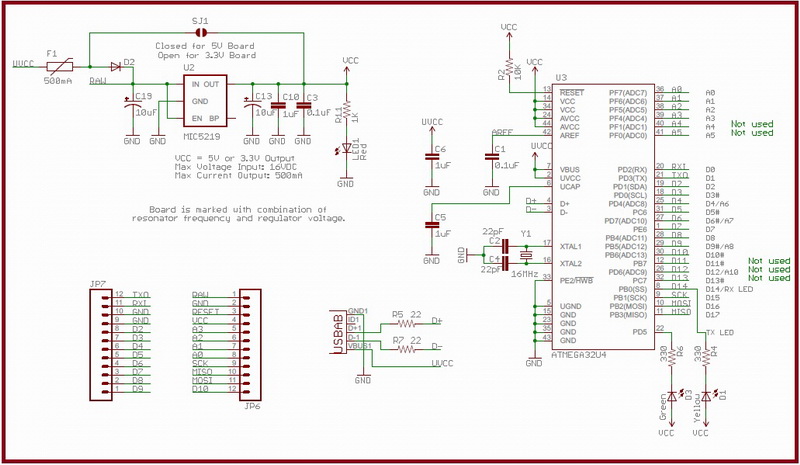 SJ1
Closed for 5V Board
Open for 3.3V Board
F1
UVCC
500mA
D2
RAW
U2
IN OUT
GND
EN BP
MIC5219
C19
10uF
GND
GND
C13
10uF
GND
C10
1uF
GND
C3
0.1uF
GND
VCC
R11
1K
LED1
Red
GND
VCC = 5V or 3.3V Output
Max Voltage Input: 16VDC
Max Current Output: 500mA
Board is marked with combination of
resonator frequency and regulator voltage.
VCC
R2
10K
VCC
VCC
C6
1uF
GND
AREF
C1
0.1uF
GND
UVCC
C5
1uF
GND
D+
D-
22pF
C2
C4
22pF
GND
Y1
16MHz
GND
U3
13 RESET
14 VCC
34 VCC
24 AVCC
44 AVCC
42 AREF
7 VBUS
2 UVCC
6 UCAP
4 D+
3 D-
17 XTAL1
16 XTAL2
33 PE2/HWB
5 UGND
15 GND
23 GND
35 GND
43 GND
ATMEGA32U4
PF7(ADC7) 36 A0 A0
PF6(ADC6) 37 A1 A1
PF5(ADC5) 38 A2 A2
PF4(ADC4) 39 A3 A3
PF1(ADC1) 40 A4 A4 Not used
PF0(ADC0) 41 A5 A5 Not used
PD2(RX) 20 RXI D0
PD3(TX) 21 TXO D1
PD1(SDA) 19 D2 D2
PD0(SCL) 18 D3 D3#
PD4(ADC8) 25 D4 D4/A6
PC6 31 D5 D5#
PD7(ADC10) 27 D6 D6#/A7
PE6 1 D7 D7
PB4(ADC11) 28 D8 D8
PB5(ADC12) 29 D9 D9#/A8
PB6(ADC13) 30 D10 D10#/A9
PB7 12 D11 D11# Not used
PD6(ADC9) 26 D12 D12/A10 Not used
PC7 32 D13 D13# Not used
PB0(SS) 8 D14 D14/RX LED
PB1(SCK) 9 SCK D15
PB2(MOSI) 10 MOSI D16
PB3(MISO) 11 MISO D17
PD5 22 TX LED
330
R6
Green
D3
VCC
330
R4
Yellow
D1
VCC
JP7
12 TXO
11 RXI
10 GND
9 GND
8 D2
7 D3
6 D4
5 D5
4 D6
3 D7
2 D8
1 D9
RAW 1
GND 2
RESET 3
VCC 4
A3 5
A2 6
A1 7
A0 8
SCK 9
MISO 10
MOSI 11
D10 12
JP6
USBAB
GND1
ID1
D+1
D-1
VBUS1
R5 22 D+
R7 22 D-
UVCC
GND